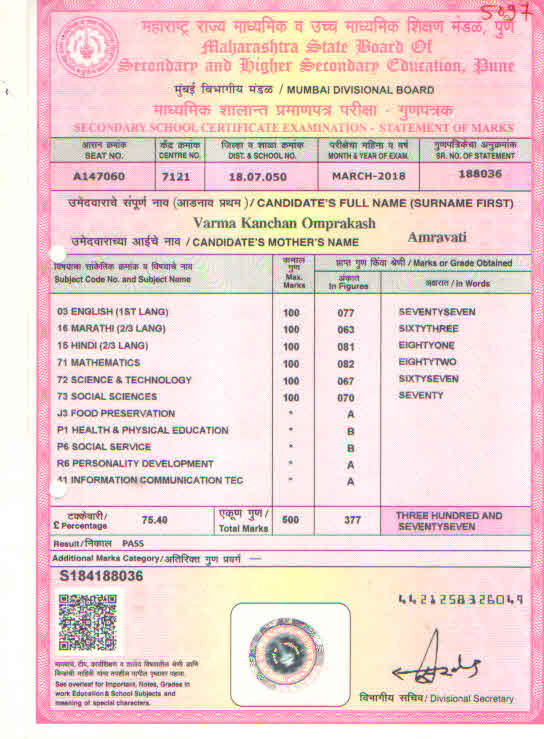 5097
महाराष्ट्र राज्य माध्यमिक व उच्च माध्यमिक शिक्षण मंडळ, पुणे
Maharashtra State Board Of
Secondary and Higher Secondary Education, Pune
मुंबई विभागीय मंडळ / MUMBAI DIVISIONAL BOARD
माध्यमिक शालान्त प्रमाणपत्र परीक्षा - गुणपत्रक
SECONDARY SCHOOL CERTIFICATE EXAMINATION - STATEMENT OF MARKS
आसन क्रमांक केंद्र क्रमांक जिल्हा व शाळा क्रमांक परीक्षेचा महिना व वर्ष गुणपत्रिकेचा अनुक्रमांक
SEAT NO. CENTRE NO. DIST. & SCHOOL NO. MONTH & YEAR OF EXAM. SR. NO. OF STATEMENT
A147060 7121 18.07.050 MARCH-2018 188036
उमेदवाराचे संपूर्ण नाव (आडनाव प्रथम) / CANDIDATE'S FULL NAME (SURNAME FIRST)
Varma Kanchan Omprakash
उमेदवाराच्या आईचे नाव / CANDIDATE'S MOTHER'S NAME Amravati
विषयाचा सांकेतिक क्रमांक व विषयाचे नाव
Subject Code No. and Subject Name
कमाल गुण
Max. Marks
प्राप्त गुण किंवा श्रेणी / Marks or Grade Obtained
अंकात
In Figures
अक्षरात / In Words
03 ENGLISH (1ST LANG) 100 077 SEVENTYSEVEN
16 MARATHI (2/3 LANG) 100 063 SIXTYTHREE
15 HINDI (2/3 LANG) 100 081 EIGHTYONE
71 MATHEMATICS 100 082 EIGHTYTWO
72 SCIENCE & TECHNOLOGY 100 067 SIXTYSEVEN
73 SOCIAL SCIENCES 100 070 SEVENTY
J3 FOOD PRESERVATION * A
P1 HEALTH & PHYSICAL EDUCATION * B
P6 SOCIAL SERVICE * B
R6 PERSONALITY DEVELOPMENT * A
41 INFORMATION COMMUNICATION TEC * A
टक्केवारी/
£ Percentage 75.40
एकूण गुण /
Total Marks 500 377
THREE HUNDRED AND
SEVENTYSEVEN
Result/निकाल PASS
Additional Marks Category/अतिरिक्त गुण प्रवर्ग —
S184188036
4421258326049
See overleaf for Important, Notes, Grades in
work Education & School Subjects and
meaning of special characters.
विभागीय सचिव / Divisional Secretary